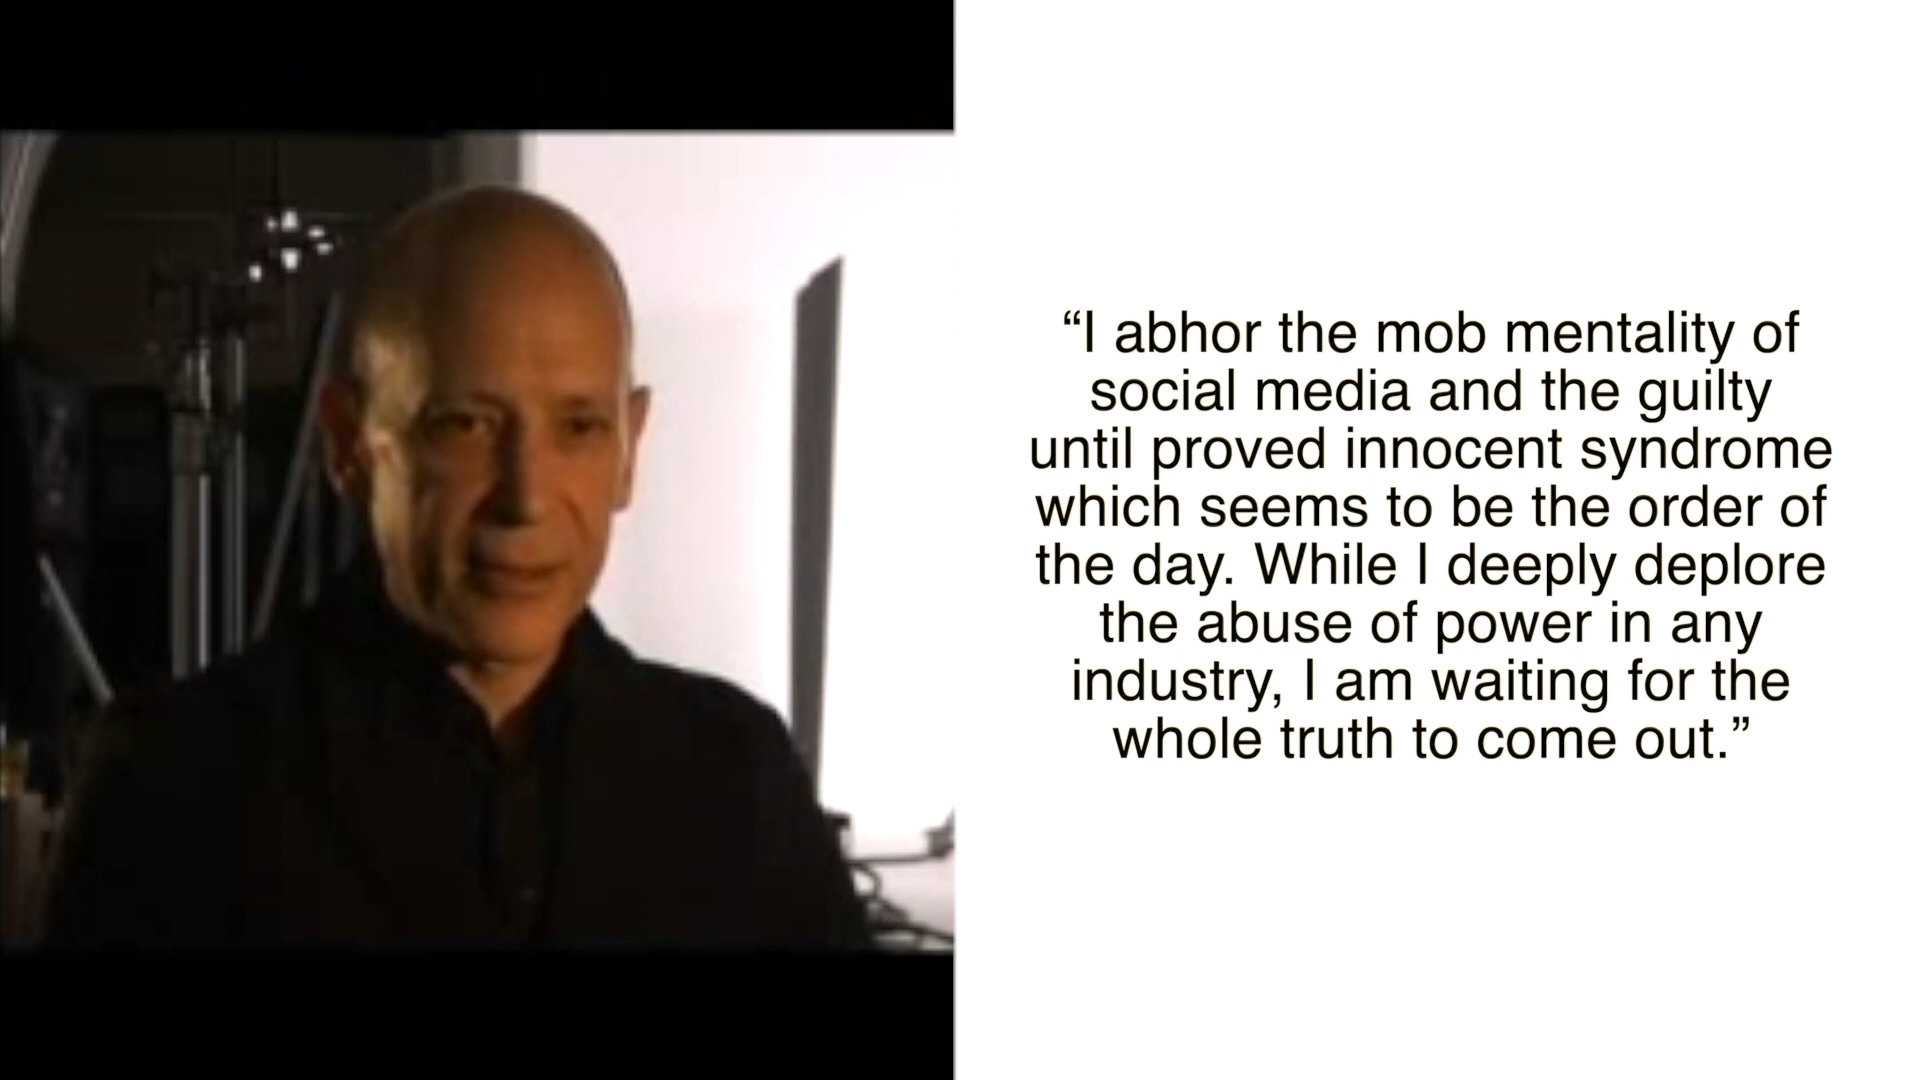 “I abhor the mob mentality of
social media and the guilty
until proved innocent syndrome
which seems to be the order of
the day. While I deeply deplore
the abuse of power in any
industry, I am waiting for the
whole truth to come out.”